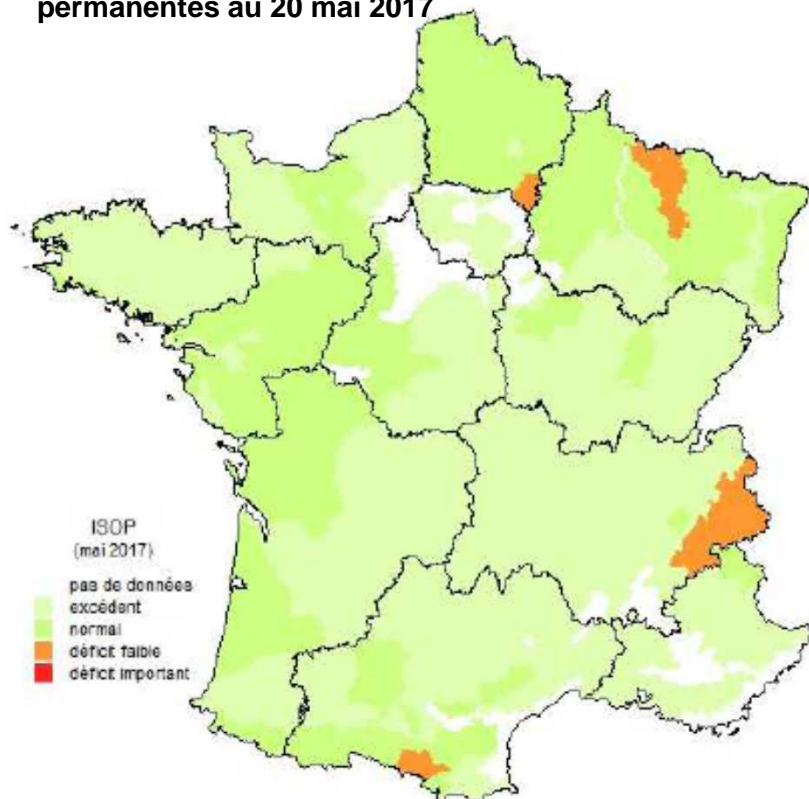 permanentes au 20 mai 2017
ISOP
(mai 2017)
pas de données
excédent
normal
déficit faible
déficit important